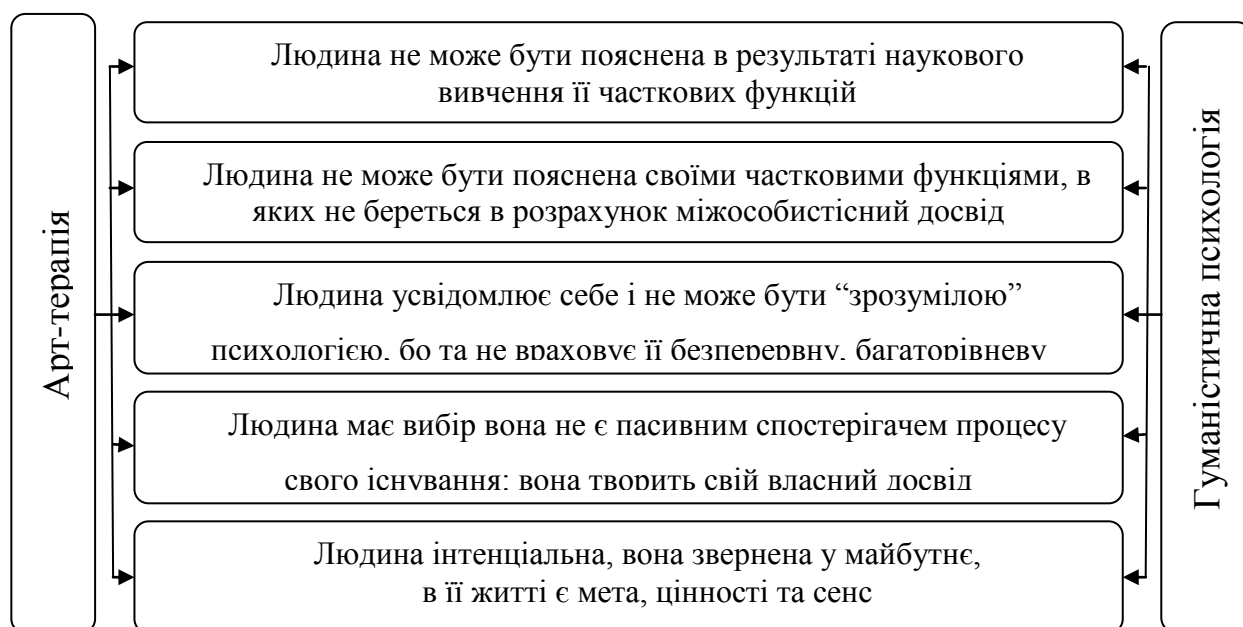 Арт-терапія
Людина не може бути пояснена в результаті наукового
вивчення її часткових функцій
Людина не може бути пояснена своїми частковими функціями, в
яких не береться в розрахунок міжособистісний досвід
Людина усвідомлює себе і не може бути “зрозумілою”
психологією, бо та не враховує її безперервну, багаторівневу
Людина має вибір вона не є пасивним спостерігачем процесу
свого існування: вона творить свій власний досвід
Людина інтенціальна, вона звернена у майбутнє,
в її житті є мета, цінності та сенс
Гуманістична психологія